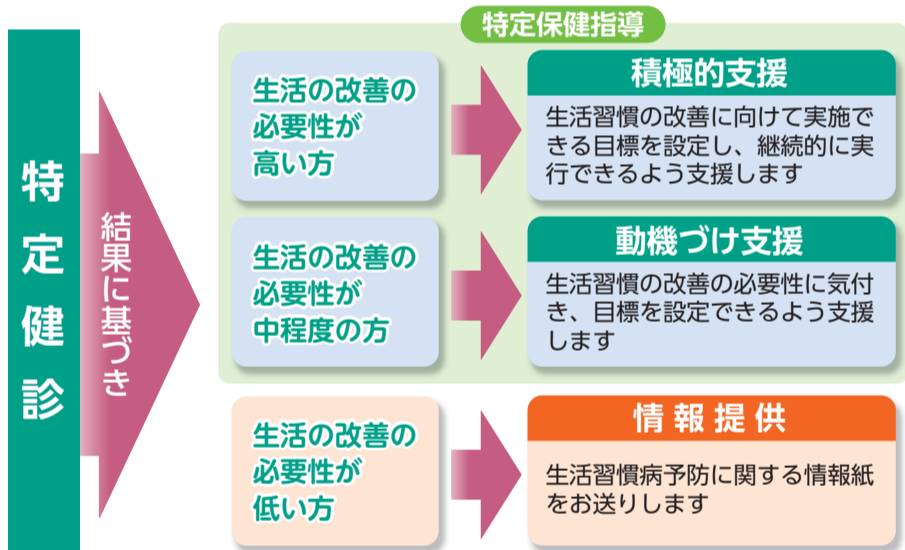 特定健診
結果に基づき
特定保健指導
生活の改善の
必要性が
高い方
積極的支援
生活習慣の改善に向けて実施で
きる目標を設定し、継続的に実
行できるよう支援します
生活の改善の
必要性が
中程度の方
動機づけ支援
生活習慣の改善の必要性に気付
き、目標を設定できるよう支援
します
生活の改善の
必要性が
低い方
情報提供
生活習慣病予防に関する情報紙
をお送りします